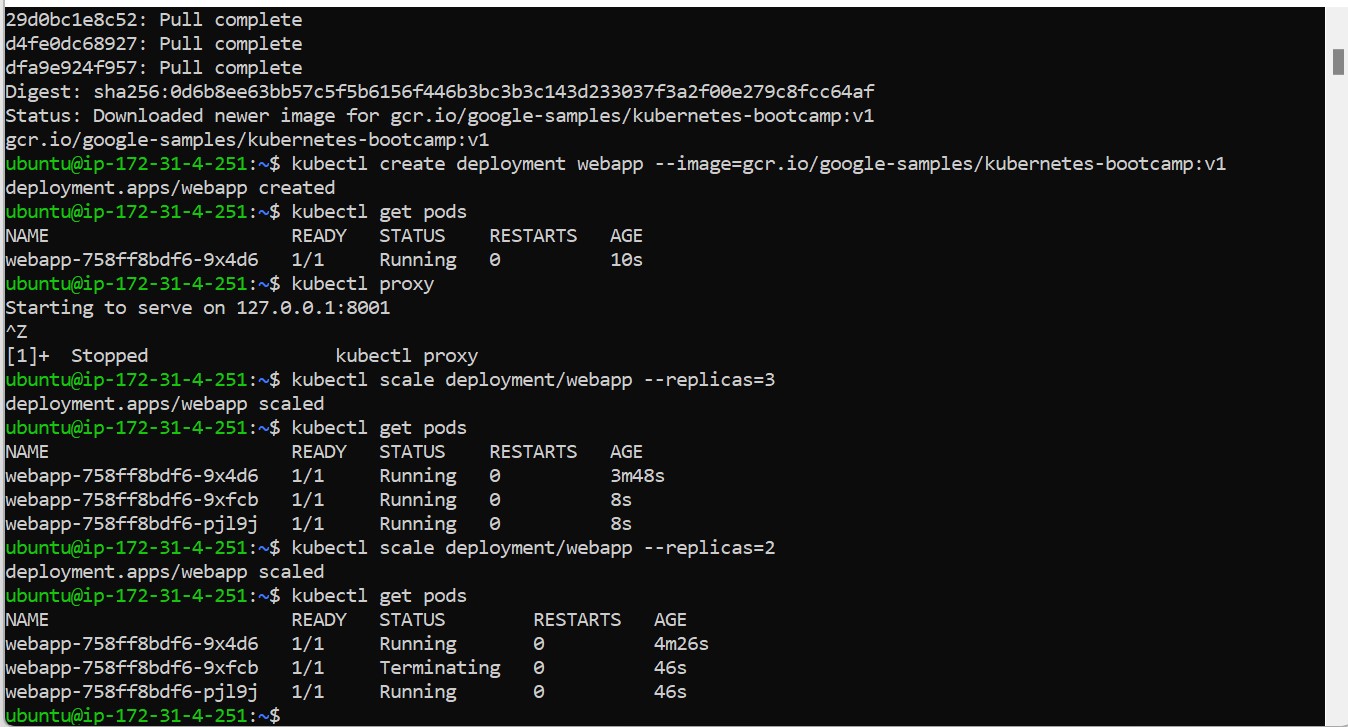 29d0bc1e8c52: Pull complete
d4fe0dc68927: Pull complete
dfa9e924f957: Pull complete
Digest: sha256:0d6b8ee63bb57c5f5b6156f446b3bc3b3c143d233037f3a2f00e279c8fcc64af
Status: Downloaded newer image for gcr.io/google-samples/kubernetes-bootcamp:v1
gcr.io/google-samples/kubernetes-bootcamp:v1
ubuntu@ip-172-31-4-251:~$ kubectl create deployment webapp --image=gcr.io/google-samples/kubernetes-bootcamp:v1
deployment.apps/webapp created
ubuntu@ip-172-31-4-251:~$ kubectl get pods
NAME                      READY   STATUS    RESTARTS   AGE
webapp-758ff8bdf6-9x4d6   1/1     Running   0          10s
ubuntu@ip-172-31-4-251:~$ kubectl proxy
Starting to serve on 127.0.0.1:8001
^Z
[1]+  Stopped                 kubectl proxy
ubuntu@ip-172-31-4-251:~$ kubectl scale deployment/webapp --replicas=3
deployment.apps/webapp scaled
ubuntu@ip-172-31-4-251:~$ kubectl get pods
NAME                      READY   STATUS    RESTARTS   AGE
webapp-758ff8bdf6-9x4d6   1/1     Running   0          3m48s
webapp-758ff8bdf6-9xfcb   1/1     Running   0          8s
webapp-758ff8bdf6-pjl9j   1/1     Running   0          8s
ubuntu@ip-172-31-4-251:~$ kubectl scale deployment/webapp --replicas=2
deployment.apps/webapp scaled
ubuntu@ip-172-31-4-251:~$ kubectl get pods
NAME                      READY   STATUS        RESTARTS   AGE
webapp-758ff8bdf6-9x4d6   1/1     Running       0          4m26s
webapp-758ff8bdf6-9xfcb   1/1     Terminating   0          46s
webapp-758ff8bdf6-pjl9j   1/1     Running       0          46s
ubuntu@ip-172-31-4-251:~$